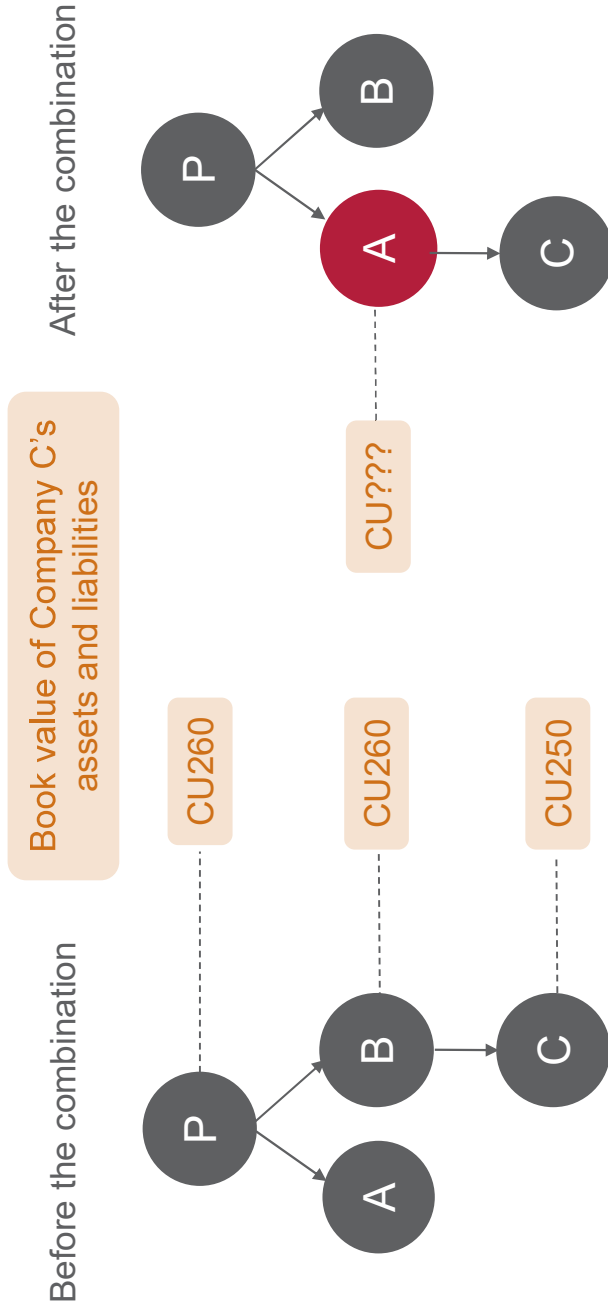 Book value of Company C’s
assets and liabilities
Before the combination
After the combination
P
A
B
C
CU260
CU260
CU250
CU???
P
A
B
C